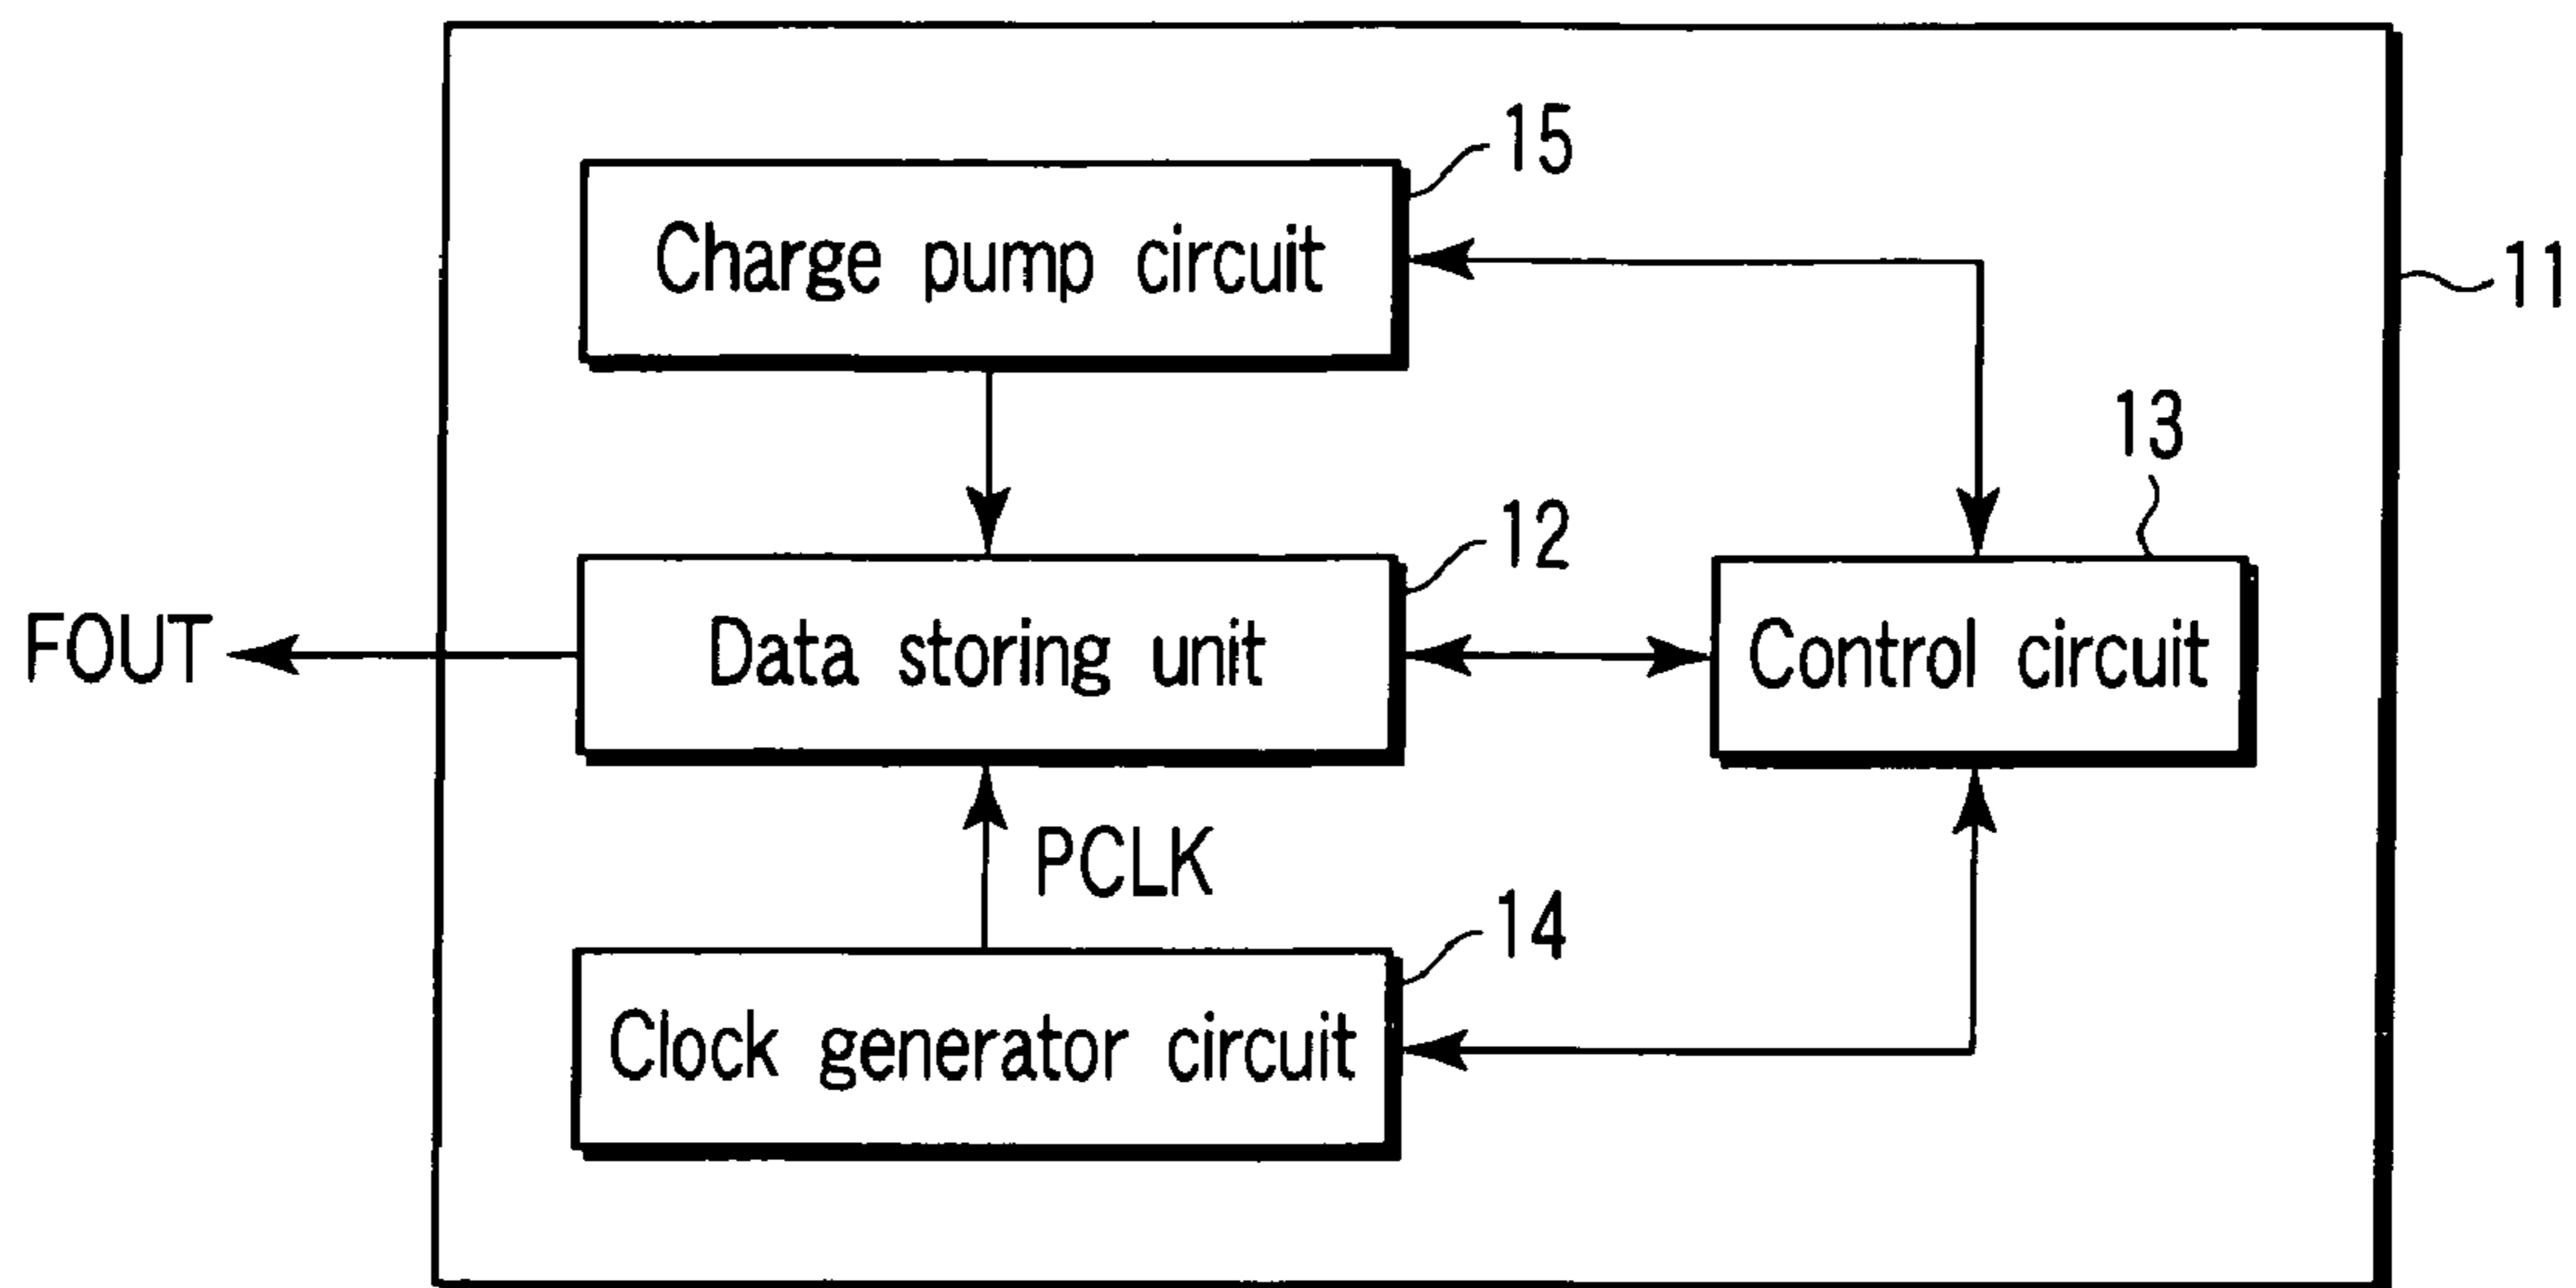 15
Charge pump circuit
11
13
12
FOUT
Data storing unit
Control circuit
PCLK
14
Clock generator circuit